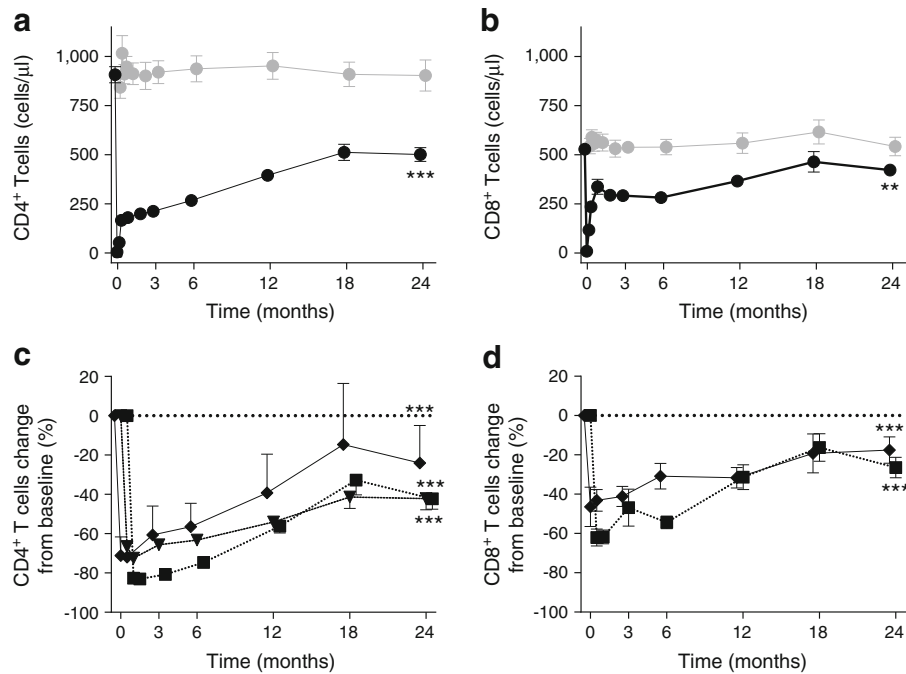 a
CD4+ Tcells (cells/µl)
1,000
750
500
250
0
***
0 3 6 12 18 24
Time (months)
b
CD8+ Tcells (cells/µl)
1,000
750
500
250
0
**
0 3 6 12 18 24
Time (months)
c
CD4+ T cells change
from baseline (%)
20
0
-20
-40
-60
-80
-100
***
***
***
0 3 6 12 18 24
Time (months)
d
CD8+ T cells change
from baseline (%)
20
0
-20
-40
-60
-80
-100
***
***
0 3 6 12 18 24
Time (months)